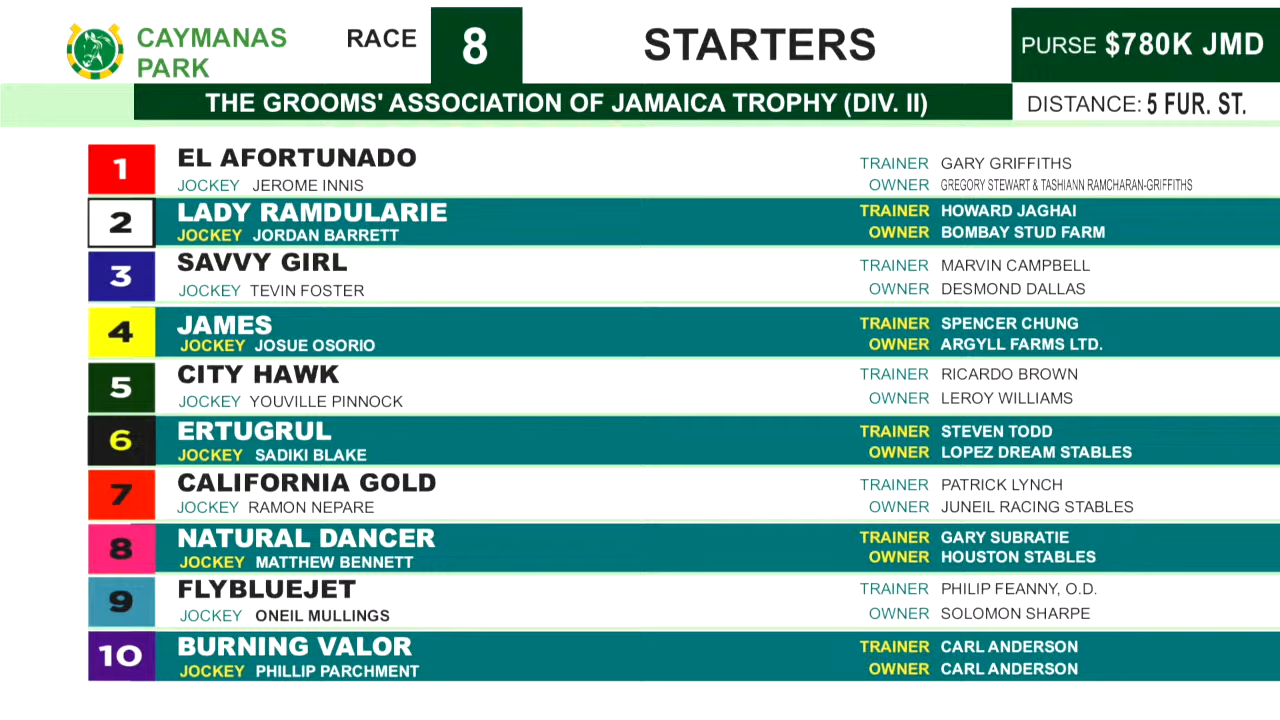 CAYMANAS
PARK
RACE 8
STARTERS
PURSE $780K JMD
THE GROOMS' ASSOCIATION OF JAMAICA TROPHY (DIV. II)
DISTANCE: 5 FUR. ST.
1 EL AFORTUNADO
JOCKEY JEROME INNIS
TRAINER GARY GRIFFITHS
OWNER GREGORY STEWART & TASHIANN RAMCHARAN-GRIFFITHS
2 LADY RAMDULARIE
JOCKEY JORDAN BARRETT
TRAINER HOWARD JAGHAI
OWNER BOMBAY STUD FARM
3 SAVVY GIRL
JOCKEY TEVIN FOSTER
TRAINER MARVIN CAMPBELL
OWNER DESMOND DALLAS
4 JAMES
JOCKEY JOSUE OSORIO
TRAINER SPENCER CHUNG
OWNER ARGYLL FARMS LTD.
5 CITY HAWK
JOCKEY YOUVILLE PINNOCK
TRAINER RICARDO BROWN
OWNER LEROY WILLIAMS
6 ERTUGRUL
JOCKEY SADIKI BLAKE
TRAINER STEVEN TODD
OWNER LOPEZ DREAM STABLES
7 CALIFORNIA GOLD
JOCKEY RAMON NEPARE
TRAINER PATRICK LYNCH
OWNER JUNEIL RACING STABLES
8 NATURAL DANCER
JOCKEY MATTHEW BENNETT
TRAINER GARY SUBRATIE
OWNER HOUSTON STABLES
9 FLYBLUEJET
JOCKEY ONEIL MULLINGS
TRAINER PHILIP FEANNY, O.D.
OWNER SOLOMON SHARPE
10 BURNING VALOR
JOCKEY PHILLIP PARCHMENT
TRAINER CARL ANDERSON
OWNER CARL ANDERSON